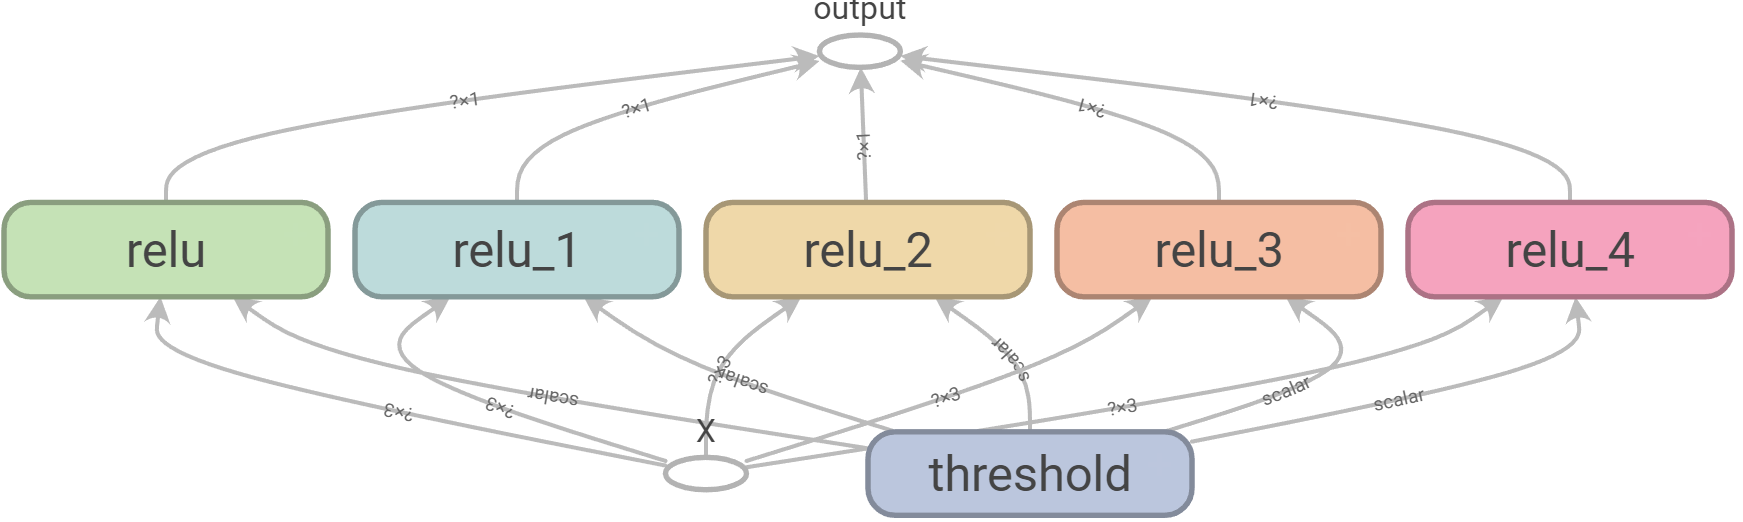 output
?×1
?×1
?×1
?×1
?×1
relu
relu_1
relu_2
relu_3
relu_4
?×3
?×3
scalar
?×3
scalar
scalar
?×3
?×3
scalar
scalar
X
threshold